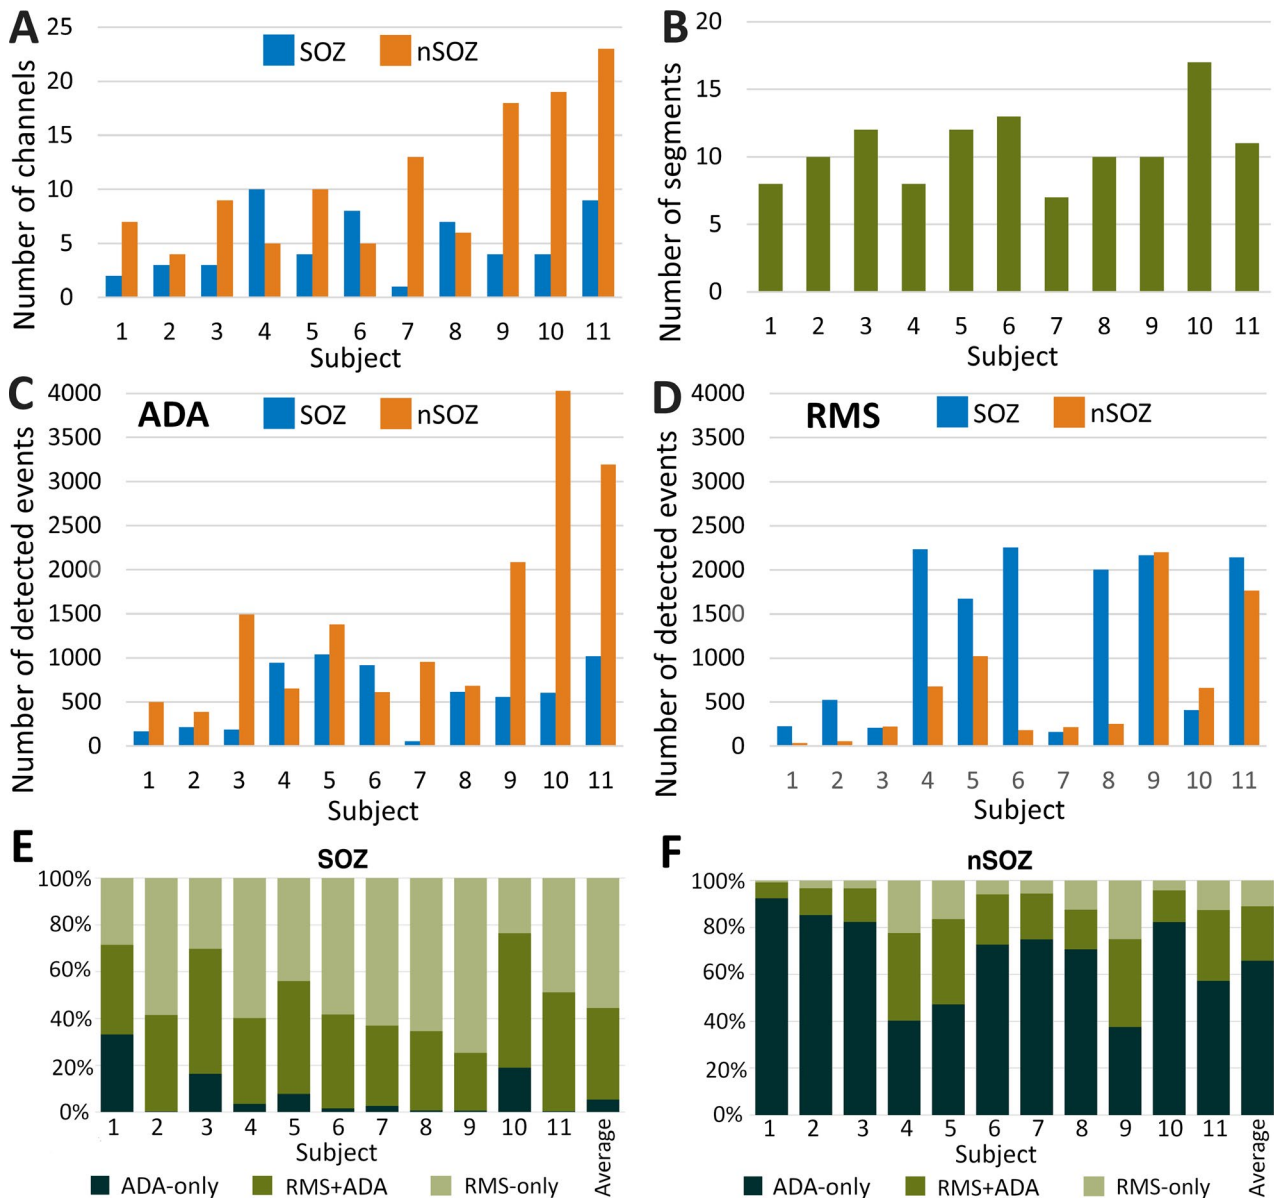 A
Number of channels
25
20
15
10
5
0
SOZ
nSOZ
1 2 3 4 5 6 7 8 9 10 11
Subject
B
Number of segments
20
15
10
5
0
1 2 3 4 5 6 7 8 9 10 11
Subject
C
ADA
Number of detected events
4000
3500
3000
2500
2000
1500
1000
500
0
SOZ
nSOZ
1 2 3 4 5 6 7 8 9 10 11
Subject
D
RMS
Number of detected events
4000
3500
3000
2500
2000
1500
1000
500
0
SOZ
nSOZ
1 2 3 4 5 6 7 8 9 10 11
Subject
E
SOZ
100%
80%
60%
40%
20%
0%
1 2 3 4 5 6 7 8 9 10 11 Average
Subject
ADA-only
RMS+ADA
RMS-only
F
nSOZ
100%
80%
60%
40%
20%
0%
1 2 3 4 5 6 7 8 9 10 11 Average
Subject
ADA-only
RMS+ADA
RMS-only